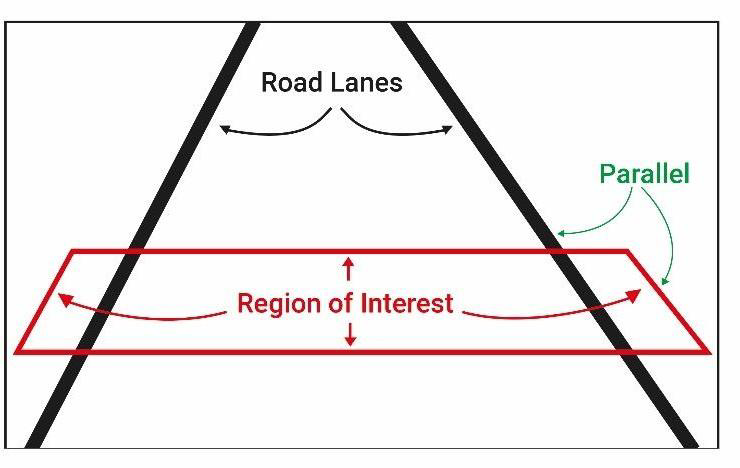 Road Lanes
Parallel
Region of Interest